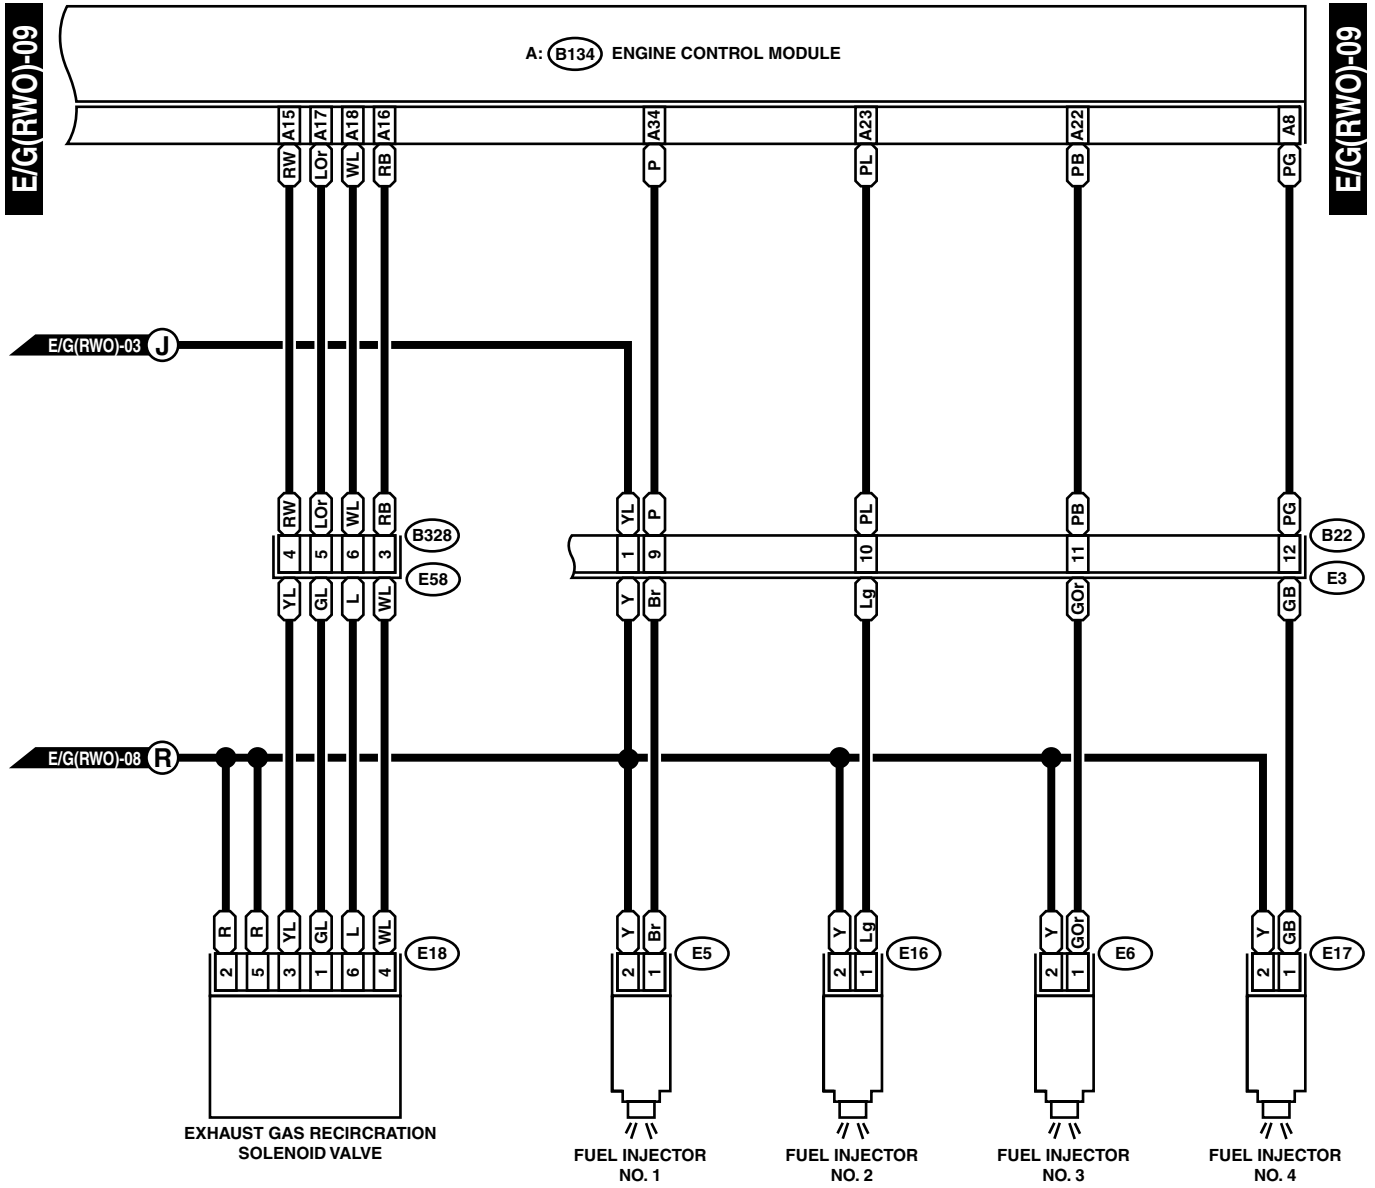 E/G(RWO)-09
E/G(RWO)-09
A: B134 ENGINE CONTROL MODULE
A15 A17 A18 A16 A34 A23 A22 A8
RW LOr WL RB P PL PB PG
E/G(RWO)-03 J
RW LOr WL RB YL P PL PB PG
B328 B22
4 5 6 3 1 9 10 11 12
E58 E3
YL GL L WL Y Br Lg GOr GB
E/G(RWO)-08 R
R R YL GL L WL Y Br Y Lg Y GOr Y GB
E18 E5 E16 E6 E17
2 5 3 1 6 4 2 1 2 1 2 1 2 1
EXHAUST GAS RECIRCRATION
SOLENOID VALVE
FUEL INJECTOR
NO. 1
FUEL INJECTOR
NO. 2
FUEL INJECTOR
NO. 3
FUEL INJECTOR
NO. 4